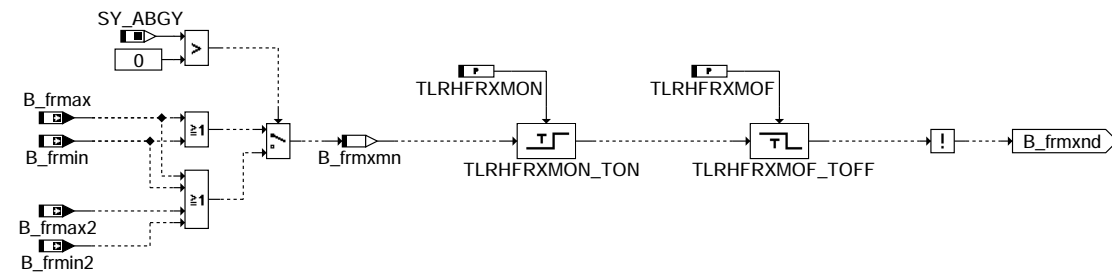 SY_ABGY
>
0
P
P
TLRHFRXMON
TLRHFRXMOF
B_frmax
≥1
B_frmin
B_frmxmn
T
T
!
B_frmxnd
TLRHFRXMON_TON
TLRHFRXMOF_TOFF
≥1
B_frmax2
B_frmin2